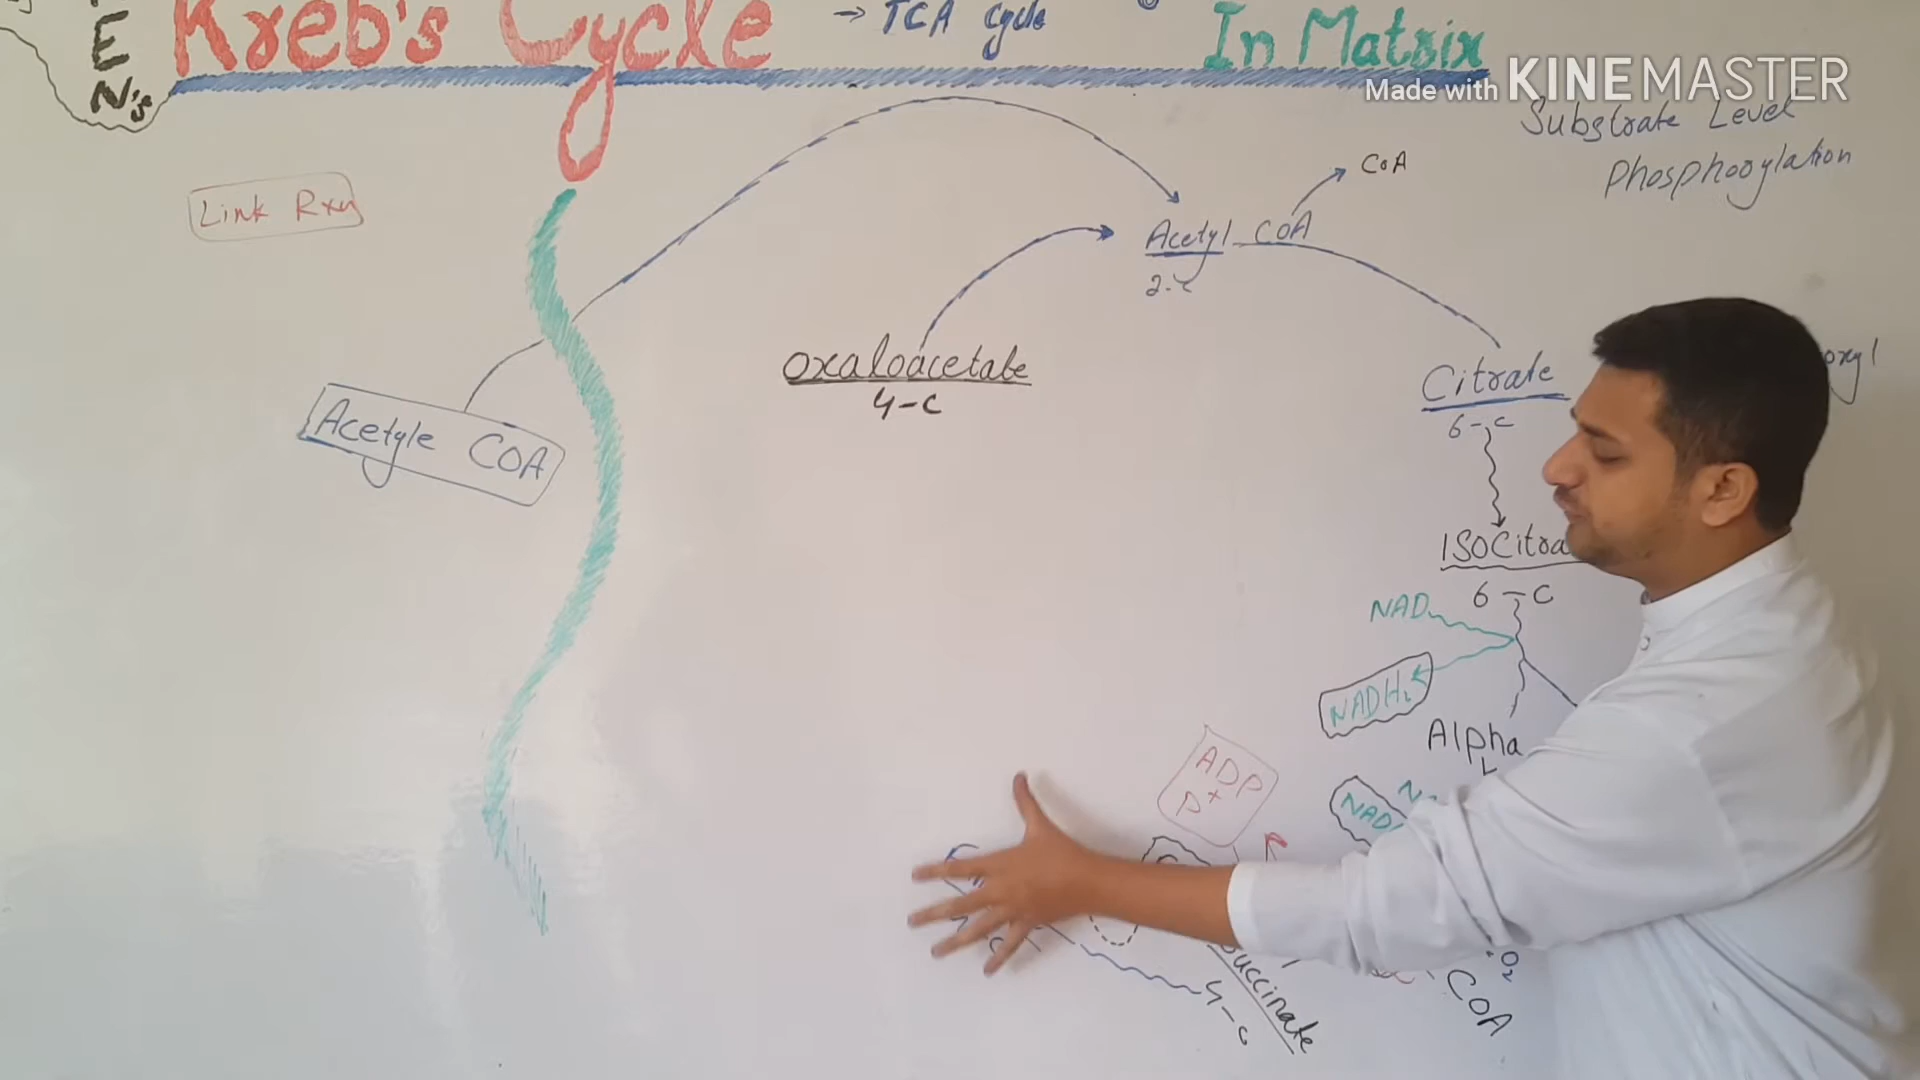 E
N's
Kreb's Cycle
→ TCA Cycle
In Matrix
Made with KINEMASTER
Substrate Level
Phosphorylation
Link Rxn
CoA
Acetyl COA
2-C
Oxaloacetate
4-C
Citrate
6-C
Acetyle COA
ISOCitra
6-C
NAD
NADH2
Alpha
ADP
P+
NAD
Succinate
4-C
COA